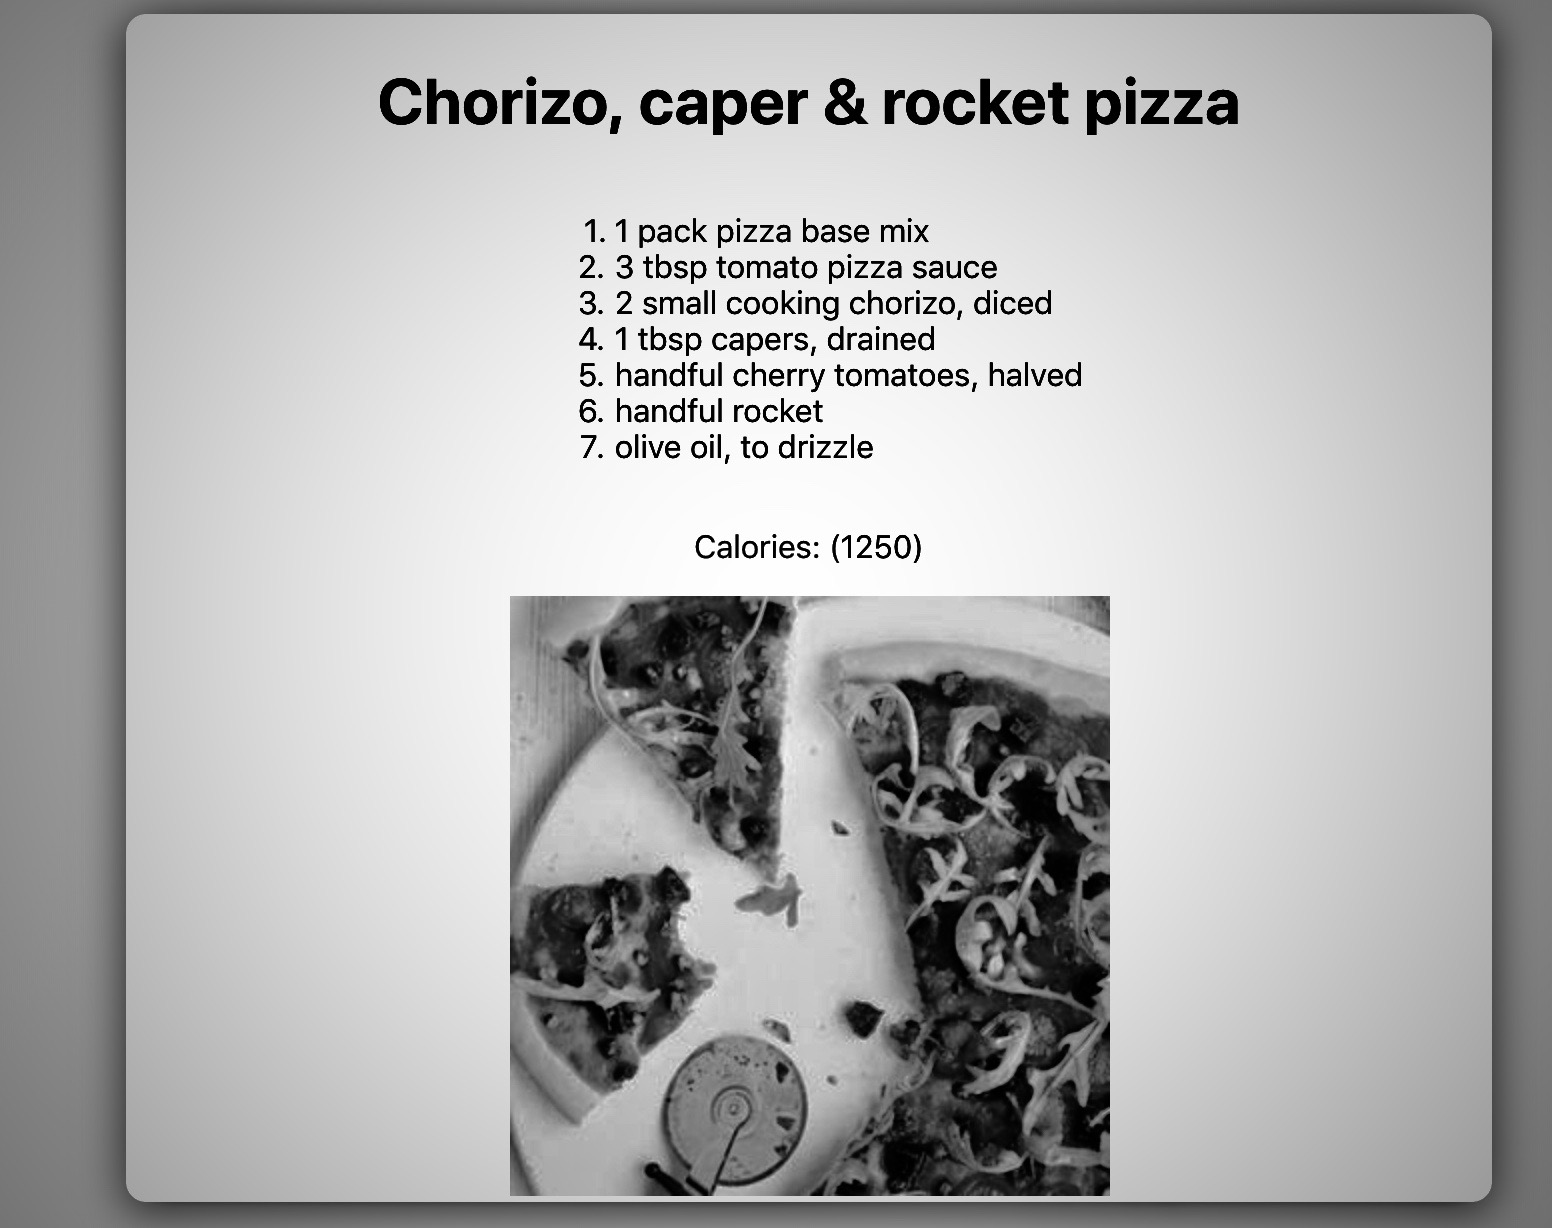 Chorizo, caper & rocket pizza
1. 1 pack pizza base mix
2. 3 tbsp tomato pizza sauce
3. 2 small cooking chorizo, diced
4. 1 tbsp capers, drained
5. handful cherry tomatoes, halved
6. handful rocket
7. olive oil, to drizzle
Calories: (1250)